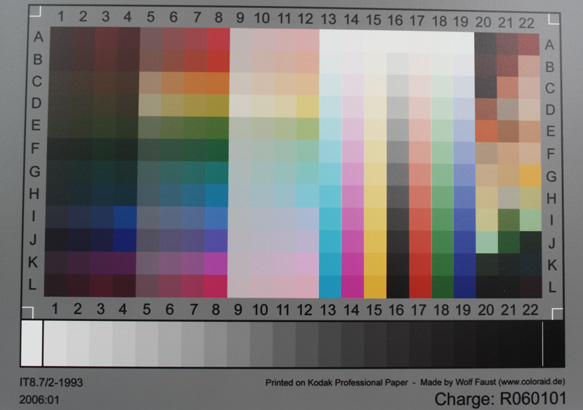 1 2 3 4 5 6 7 8 9 10 11 12 13 14 15 16 17 18 19 20 21 22
A A
B B
C C
D D
E E
F F
G G
H H
I I
J J
K K
L L
1 2 3 4 5 6 7 8 9 10 11 12 13 14 15 16 17 18 19 20 21 22
IT8.7/2-1993 Printed on Kodak Professional Paper - Made by Wolf Faust (www.coloraid.de)
2006:01 Charge: R060101